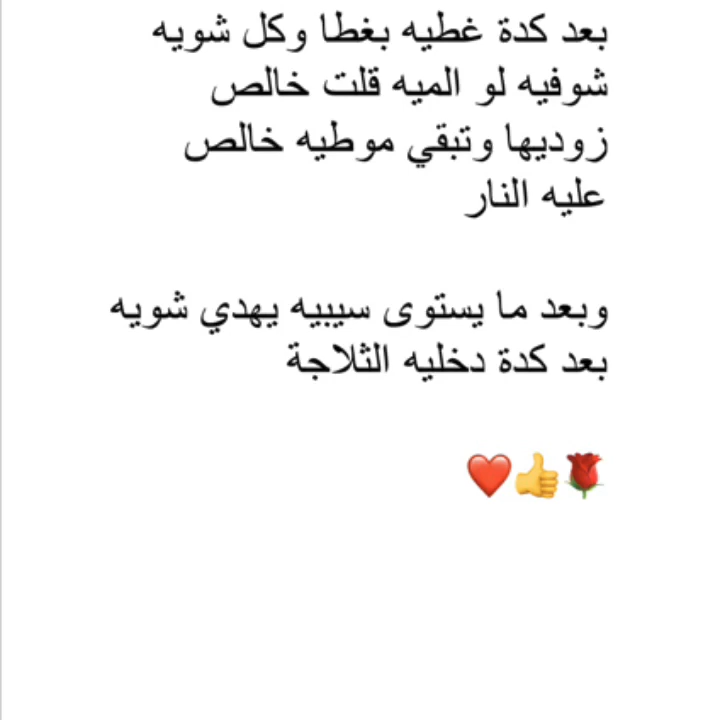 بعد كدة غطيه بغطا وكل شويه
شوفيه لو الميه قلت خالص
زوديها وتبقي موطيه خالص
عليه النار
وبعد ما يستوى سيبيه يهدي شويه
بعد كدة دخليه الثلاجة
🌹👍❤️